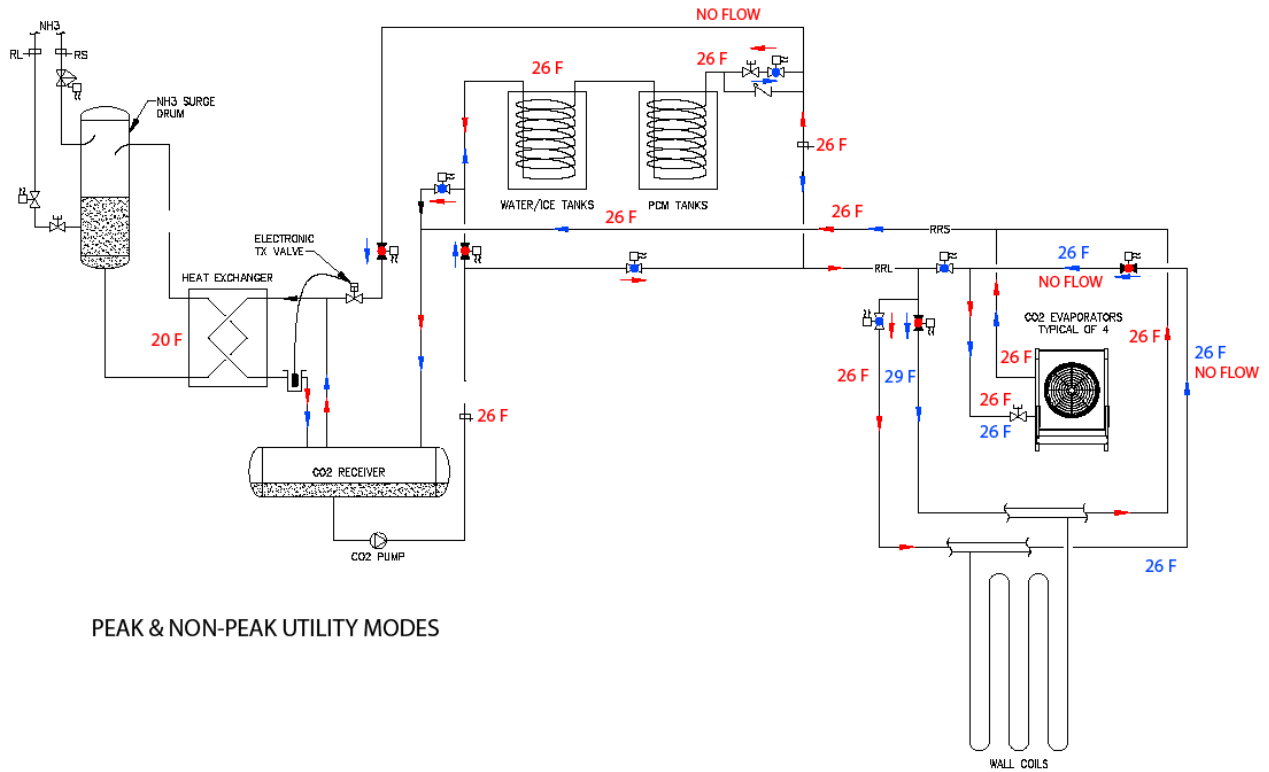 NO FLOW
NH3
RL
RS
26 F
26 F
NH3 SURGE
DRUM
26 F
WATER/ICE TANKS
PCM TANKS
26 F
26 F
RRS
ELECTRONIC
TX VALVE
26 F
RRL
NO FLOW
HEAT EXCHANGER
CO2 EVAPORATORS
TYPICAL OF 4
20 F
26 F
26 F
26 F
29 F
26 F
NO FLOW
26 F
26 F
26 F
CO2 RECEIVER
CO2 PUMP
26 F
PEAK & NON-PEAK UTILITY MODES
WALL COILS